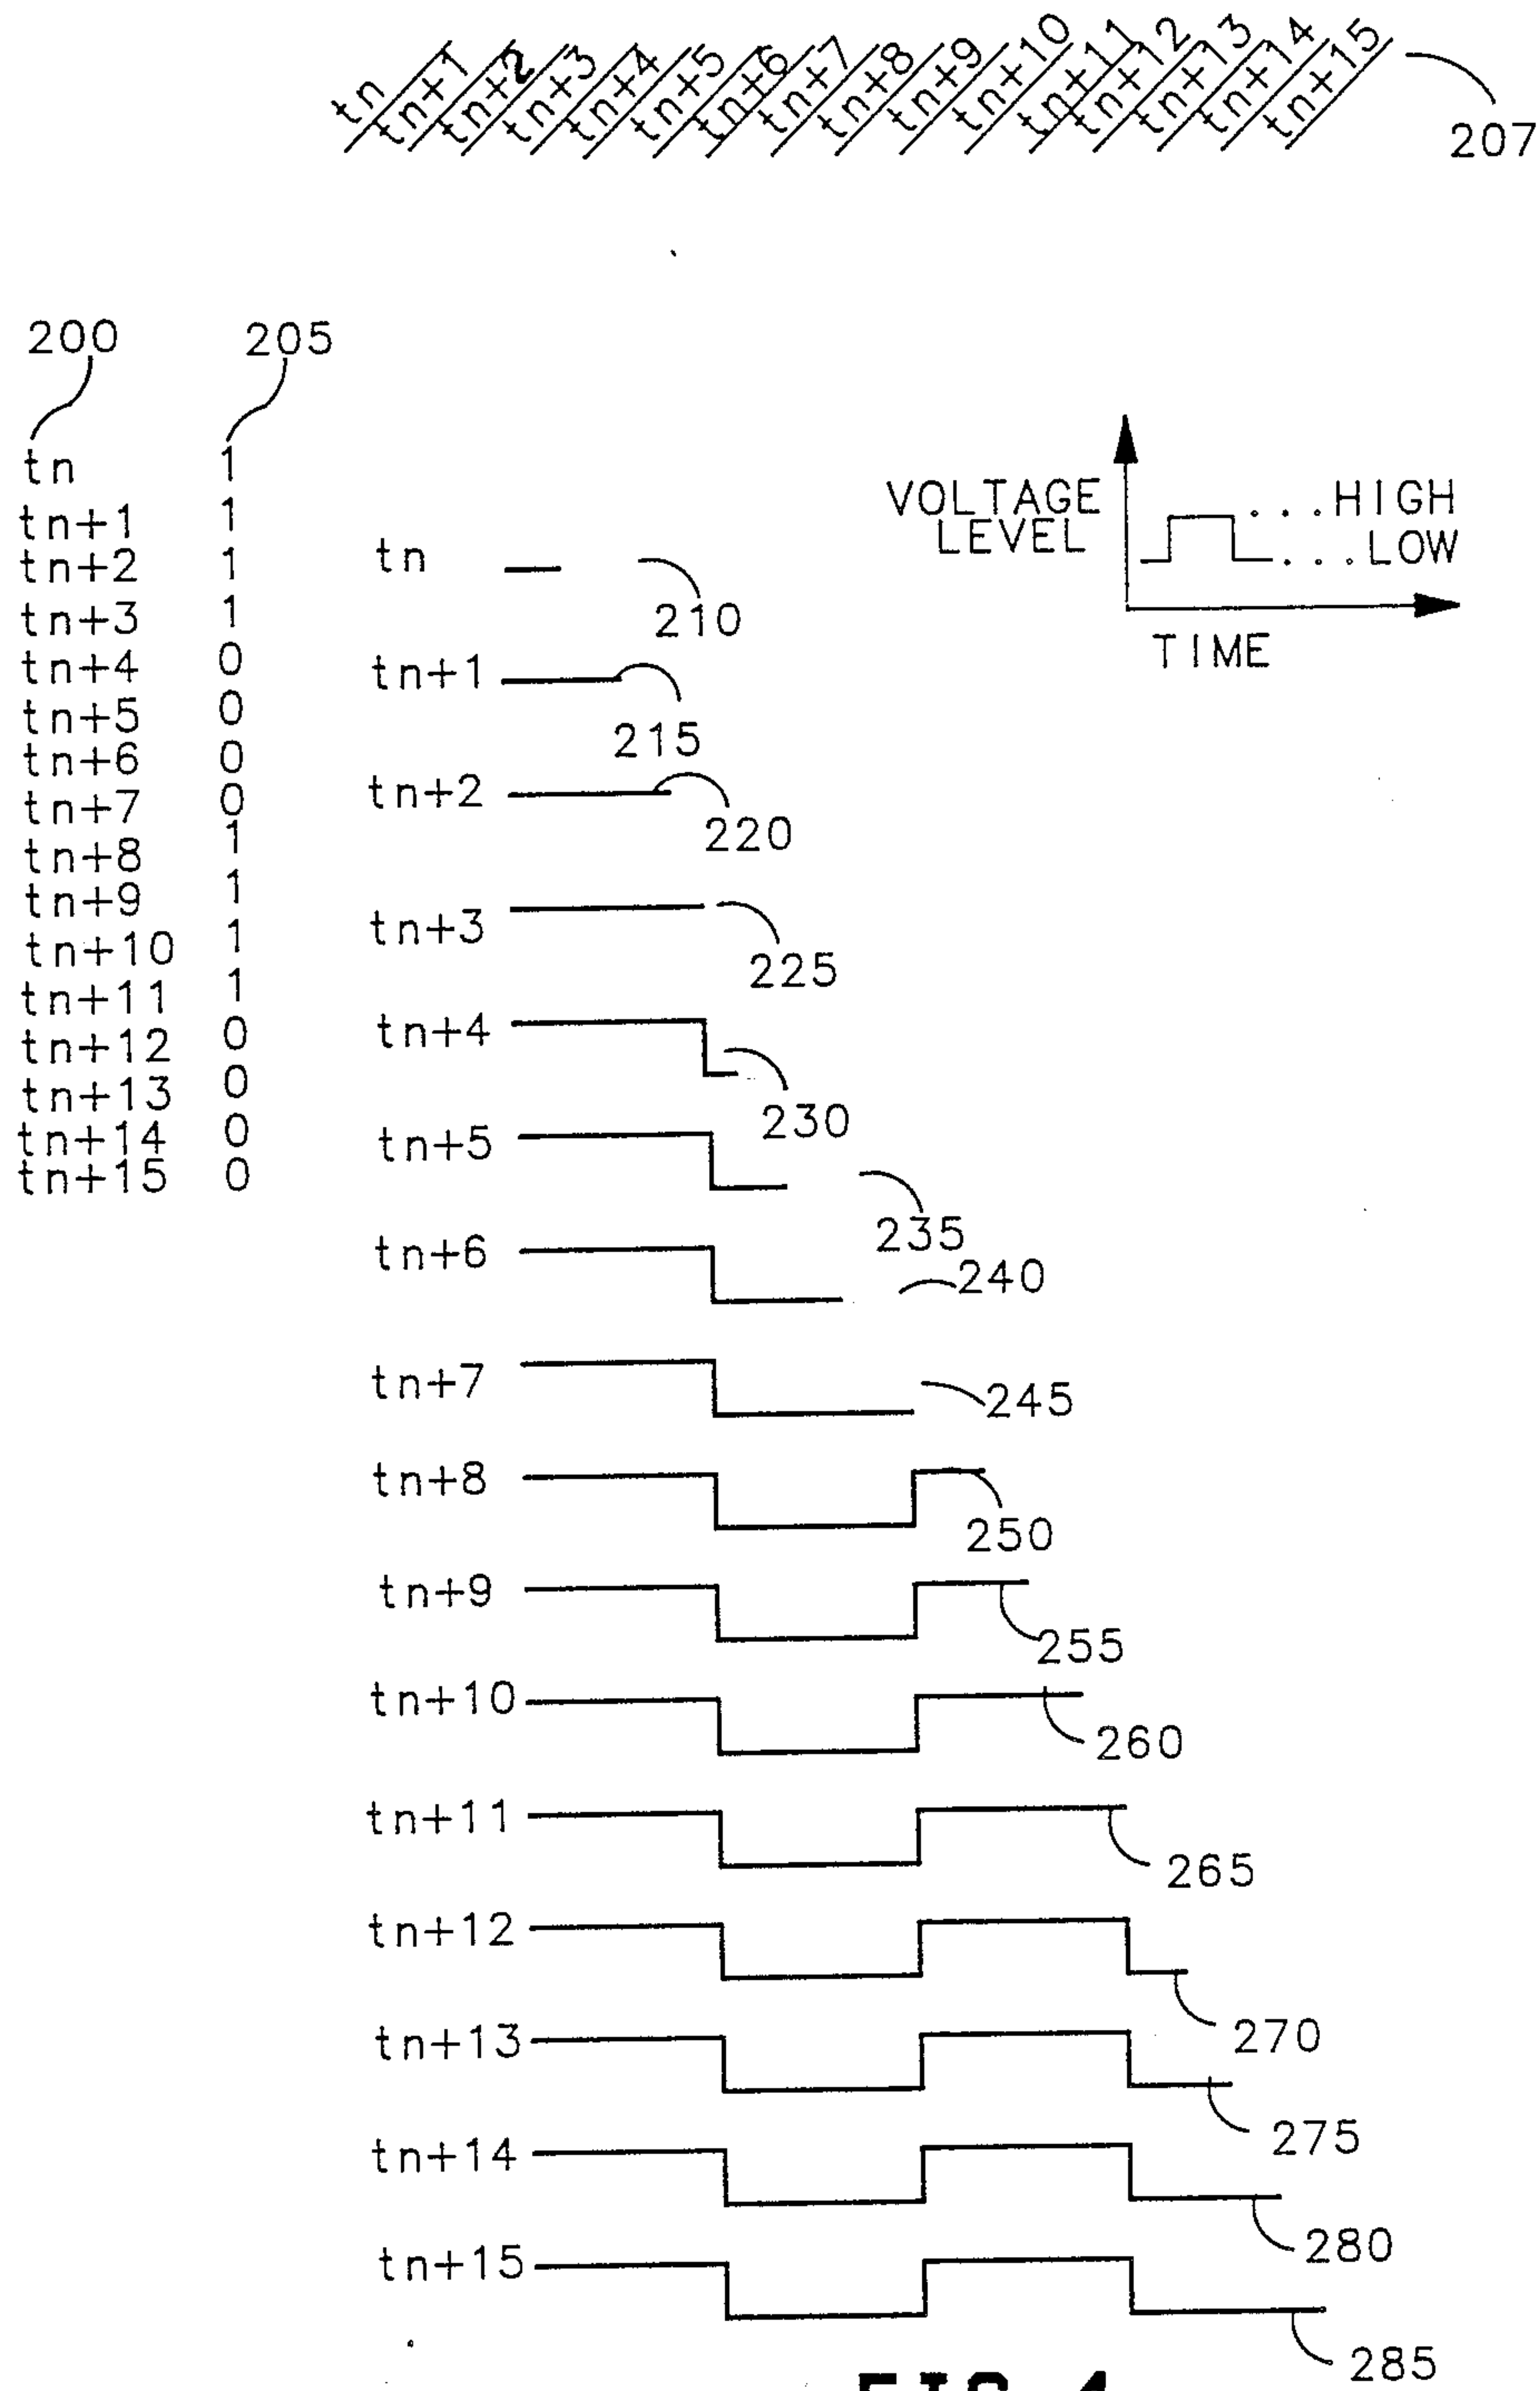 tn tn+1 tn+2 tn+3 tn+4 tn+5 tn+6 tn+7 tn+8 tn+9 tn+10 tn+11 tn+12 tn+13 tn+14 tn+15
207
200 205
tn 1
tn+1 1
tn+2 1
tn+3 1
tn+4 0
tn+5 0
tn+6 0
tn+7 0
tn+8 1
tn+9 1
tn+10 1
tn+11 1
tn+12 0
tn+13 0
tn+14 0
tn+15 0
VOLTAGE
LEVEL
...HIGH
...LOW
TIME
tn 210
tn+1 215
tn+2 220
tn+3 225
tn+4 230
tn+5 235
tn+6 240
tn+7 245
tn+8 250
tn+9 255
tn+10 260
tn+11 265
tn+12 270
tn+13 275
tn+14 280
tn+15 285